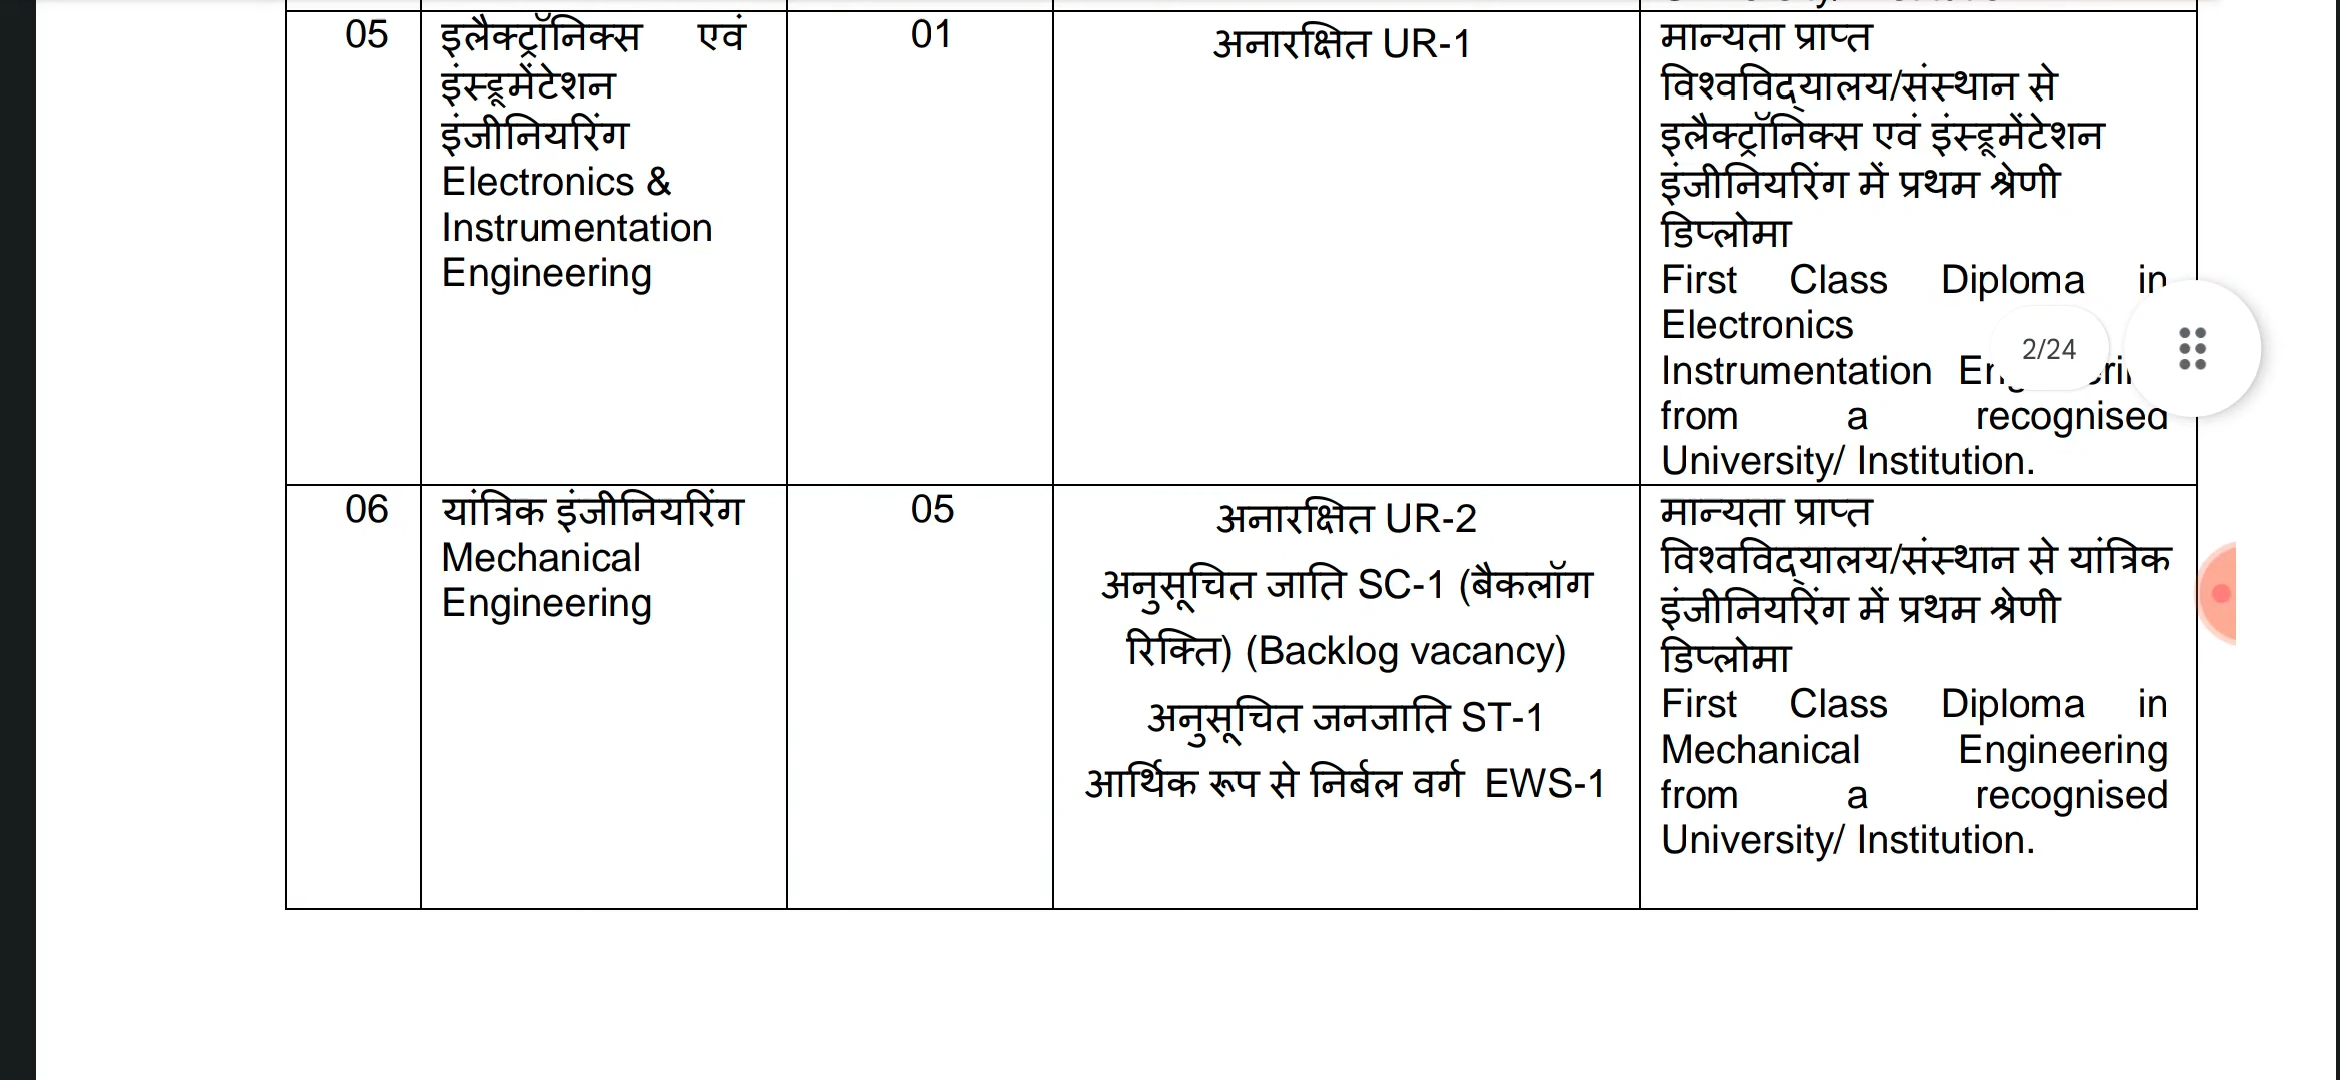 05
इलैक्ट्रॉनिक्स एवं
इंस्ड्रूमेंटेशन
इंजीनियरिंग
Electronics &
Instrumentation
Engineering
01
अनारक्षित UR-1
मान्यता प्राप्त
विश्वविद्यालय/संस्थान से
इलैक्ट्रॉनिक्स एवं इंस्ड्रूमेंटेशन
इंजीनियरिंग में प्रथम श्रेणी
डिप्लोमा
First Class Diploma in
Electronics
Instrumentation
from a recognised
University/ Institution.
2/24
06
यांत्रिक इंजीनियरिंग
Mechanical
Engineering
05
अनारक्षित UR-2
अनुसूचित जाति SC-1 (बैकलॉग
रिक्ति) (Backlog vacancy)
अनुसूचित जनजाति ST-1
आर्थिक रूप से निर्बल वर्ग EWS-1
मान्यता प्राप्त
विश्वविद्यालय/संस्थान से यांत्रिक
इंजीनियरिंग में प्रथम श्रेणी
डिप्लोमा
First Class Diploma in
Mechanical Engineering
from a recognised
University/ Institution.